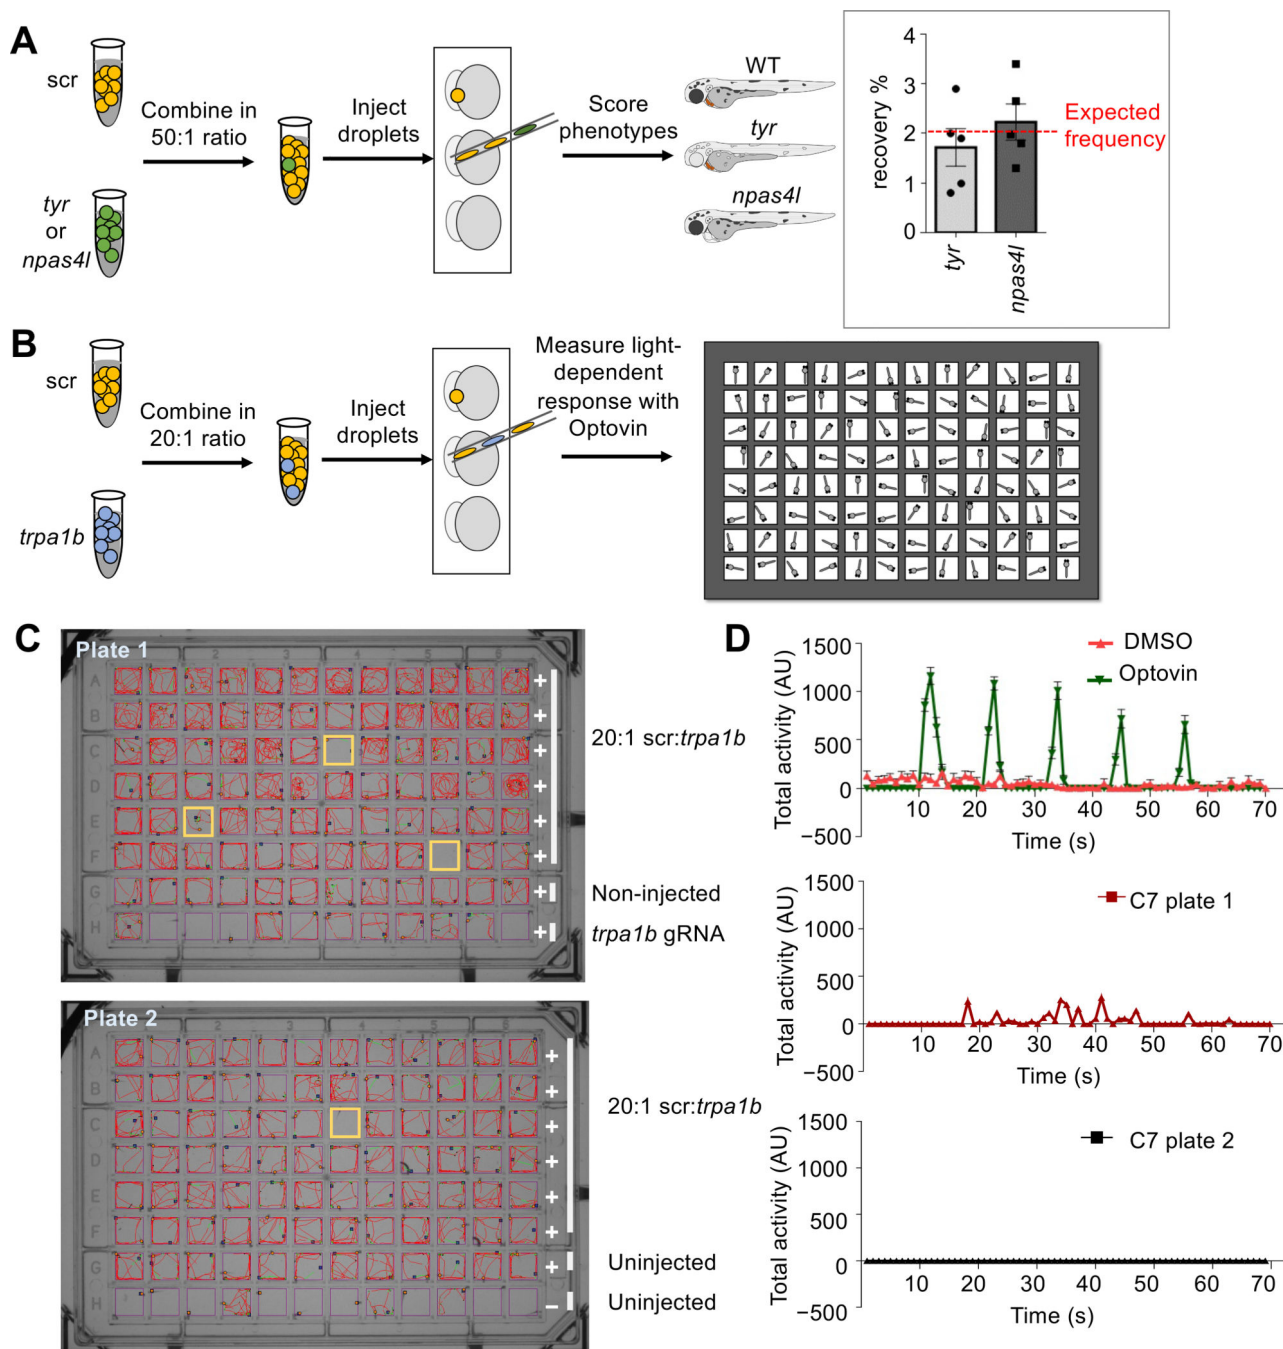 A
scr
Combine in
50:1 ratio
Inject
droplets
Score
phenotypes
tyr
or
npas4l
WT
tyr
npas4l
recovery %
4
3
2
1
0
Expected
frequency
tyr
npas4l
B
scr
Combine in
20:1 ratio
Inject
droplets
Measure light-
dependent
response with
Optovin
trpa1b
C
Plate 1
2
4
5
6
A
B
C
D
E
F
G
H
+
+
+
+
+
+
+
+
20:1 scr:trpa1b
Non-injected
trpa1b gRNA
Plate 2
A
B
C
D
E
F
G
H
+
+
+
+
+
+
+
−
20:1 scr:trpa1b
Uninjected
Uninjected
D
Total activity (AU)
1500
1000
500
0
−500
DMSO
Optovin
10 20 30 40 50 60 70
Time (s)
Total activity (AU)
1500
1000
500
0
−500
C7 plate 1
10 20 30 40 50 60 70
Time (s)
Total activity (AU)
1500
1000
500
0
−500
C7 plate 2
10 20 30 40 50 60 70
Time (s)